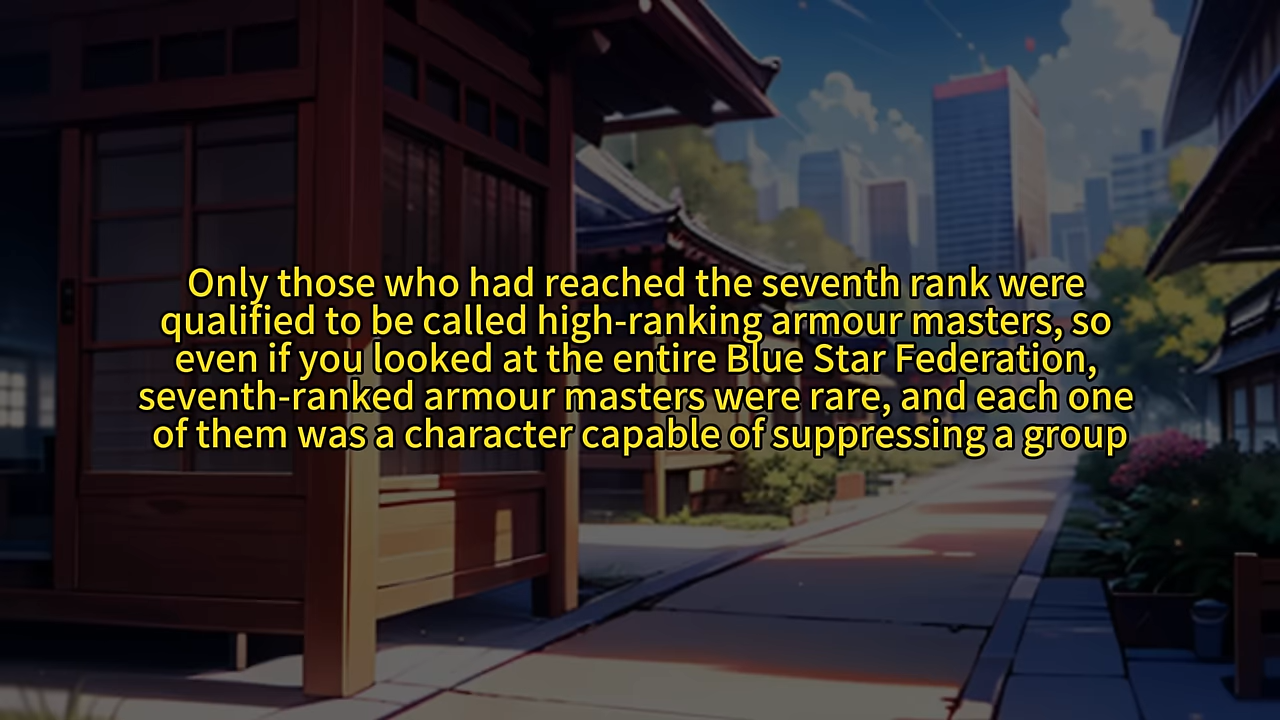 Only those who had reached the seventh rank were
qualified to be called high-ranking armour masters, so
even if you looked at the entire Blue Star Federation,
seventh-ranked armour masters were rare, and each one
of them was a character capable of suppressing a group